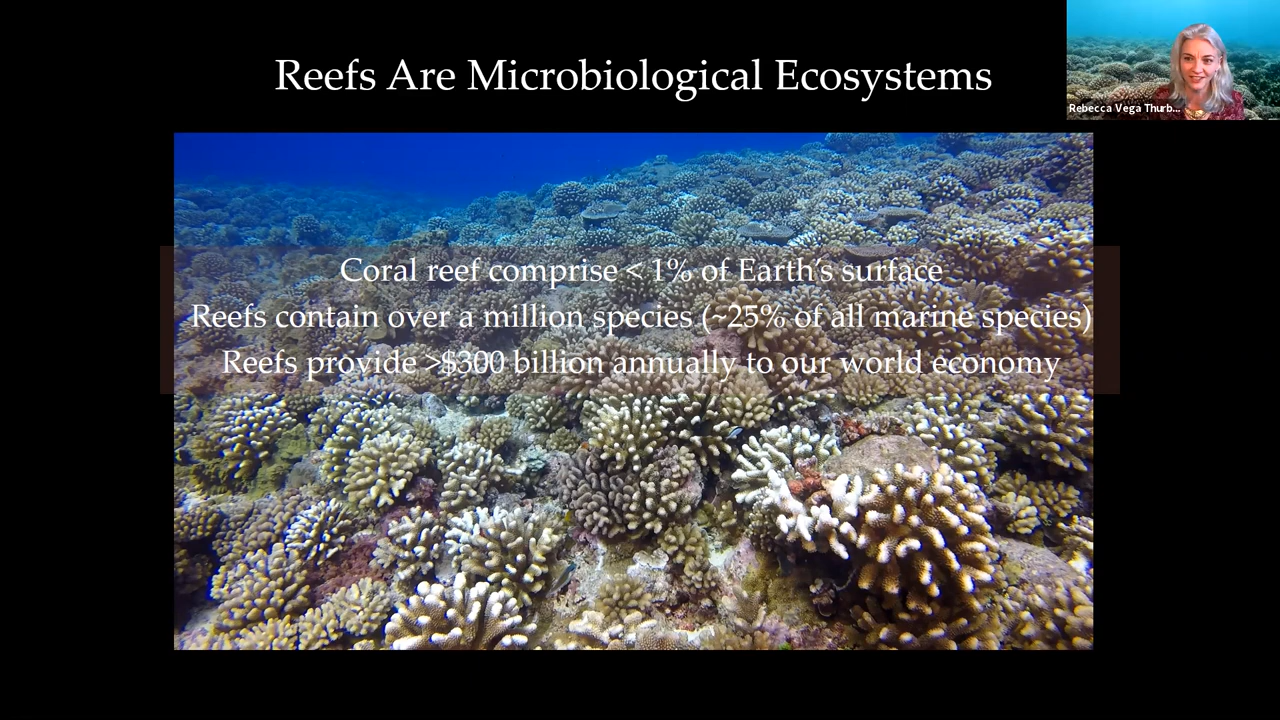 Reefs Are Microbiological Ecosystems
Rebecca Vega Thurb...
Coral reef comprise < 1% of Earth's surface
Reefs contain over a million species (~25% of all marine species)
Reefs provide >$300 billion annually to our world economy